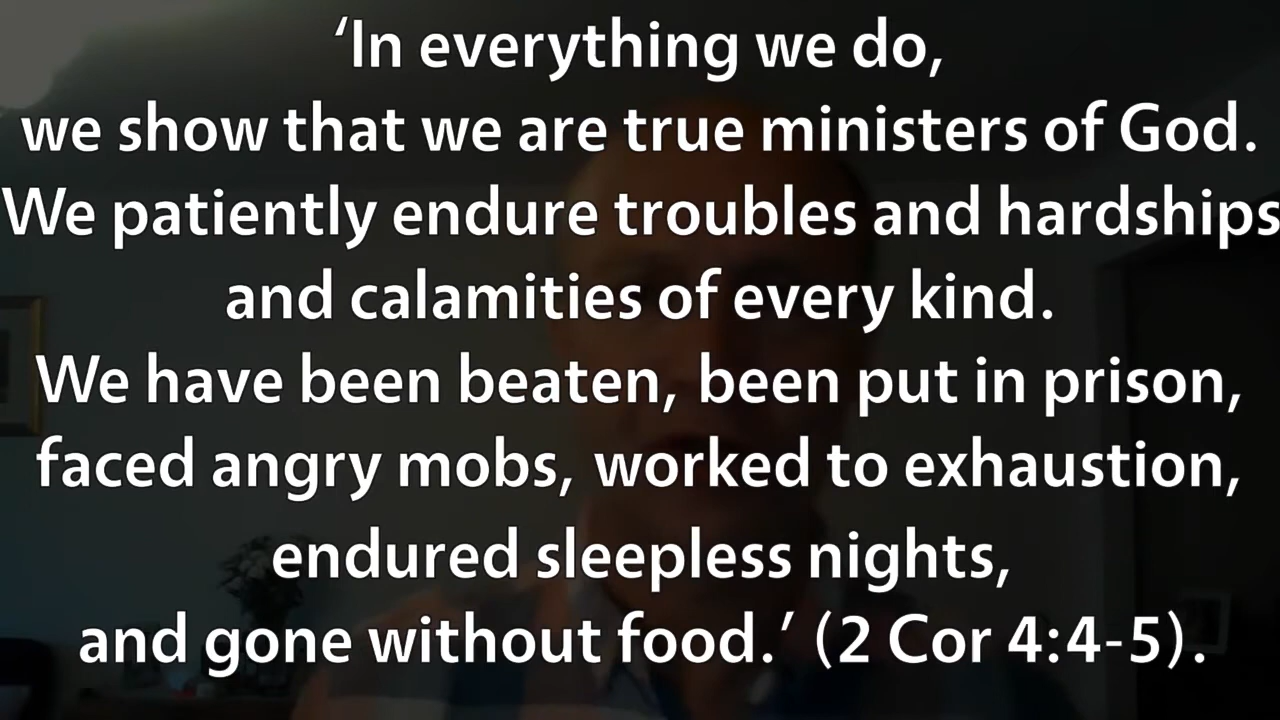 ‘In everything we do,
we show that we are true ministers of God.
We patiently endure troubles and hardships
and calamities of every kind.
We have been beaten, been put in prison,
faced angry mobs, worked to exhaustion,
endured sleepless nights,
and gone without food.’ (2 Cor 4:4-5).